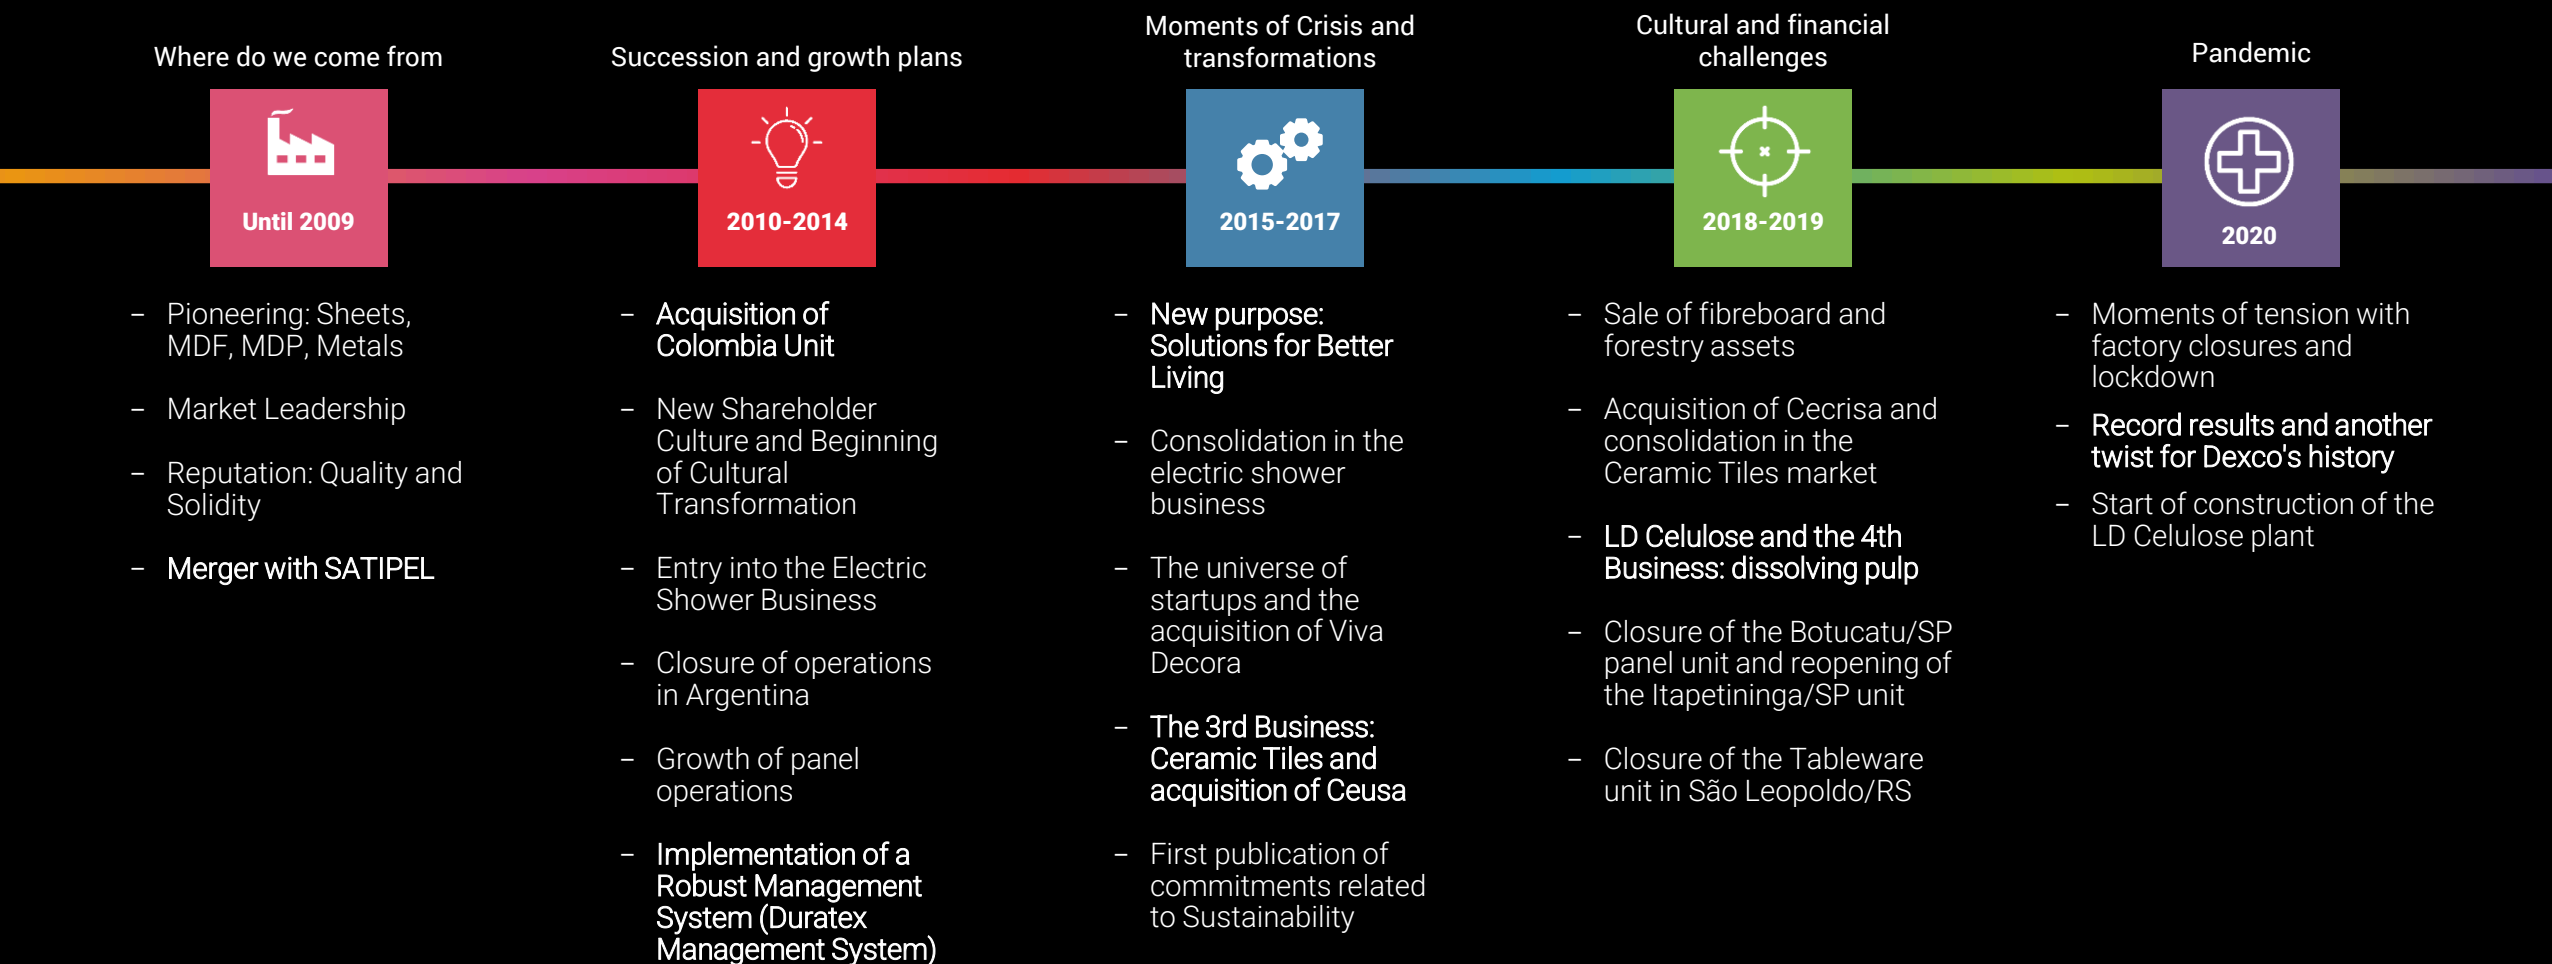 Where do we come from
Until 2009
– Pioneering: Sheets,
MDF, MDP, Metals
– Market Leadership
– Reputation: Quality and
Solidity
– Merger with SATIPEL
Succession and growth plans
2010-2014
– Acquisition of
Colombia Unit
– New Shareholder
Culture and Beginning
of Cultural
Transformation
– Entry into the Electric
Shower Business
– Closure of operations
in Argentina
– Growth of panel
operations
– Implementation of a
Robust Management
System (Duratex
Management System)
Moments of Crisis and
transformations
2015-2017
– New purpose:
Solutions for Better
Living
– Consolidation in the
electric shower
business
– The universe of
startups and the
acquisition of Viva
Decora
– The 3rd Business:
Ceramic Tiles and
acquisition of Ceusa
– First publication of
commitments related
to Sustainability
Cultural and financial
challenges
2018-2019
– Sale of fibreboard and
forestry assets
– Acquisition of Cecrisa and
consolidation in the
Ceramic Tiles market
– LD Celulose and the 4th
Business: dissolving pulp
– Closure of the Botucatu/SP
panel unit and reopening of
the Itapetininga/SP unit
– Closure of the Tableware
unit in São Leopoldo/RS
Pandemic
2020
– Moments of tension with
factory closures and
lockdown
– Record results and another
twist for Dexco's history
– Start of construction of the
LD Celulose plant